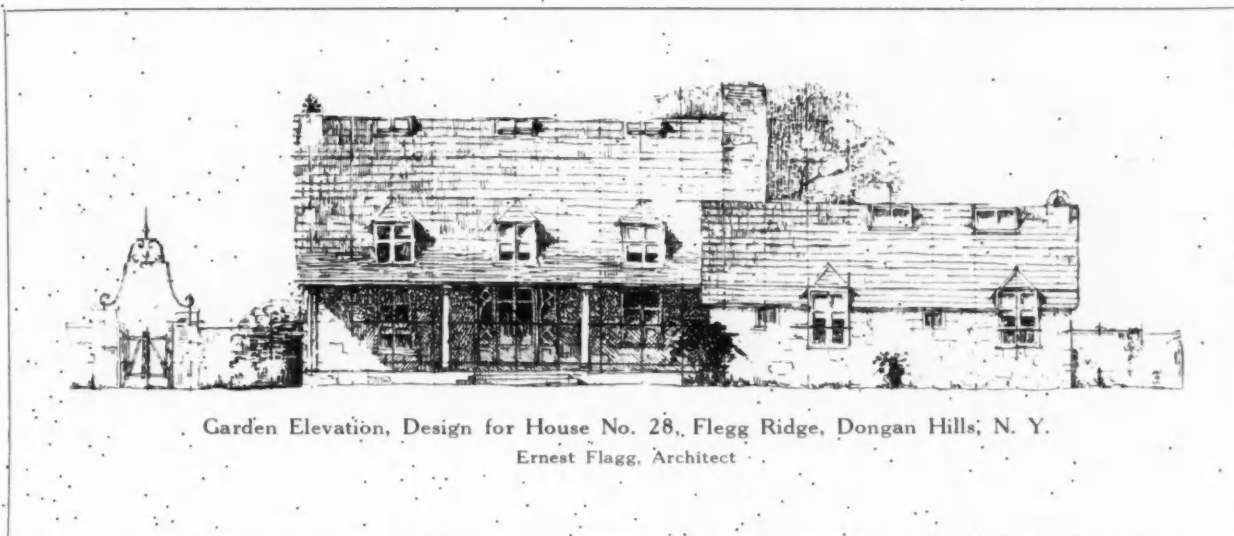 Garden Elevation, Design for House No. 28, Flegg Ridge, Dongan Hills, N. Y.
Ernest Flagg, Architect